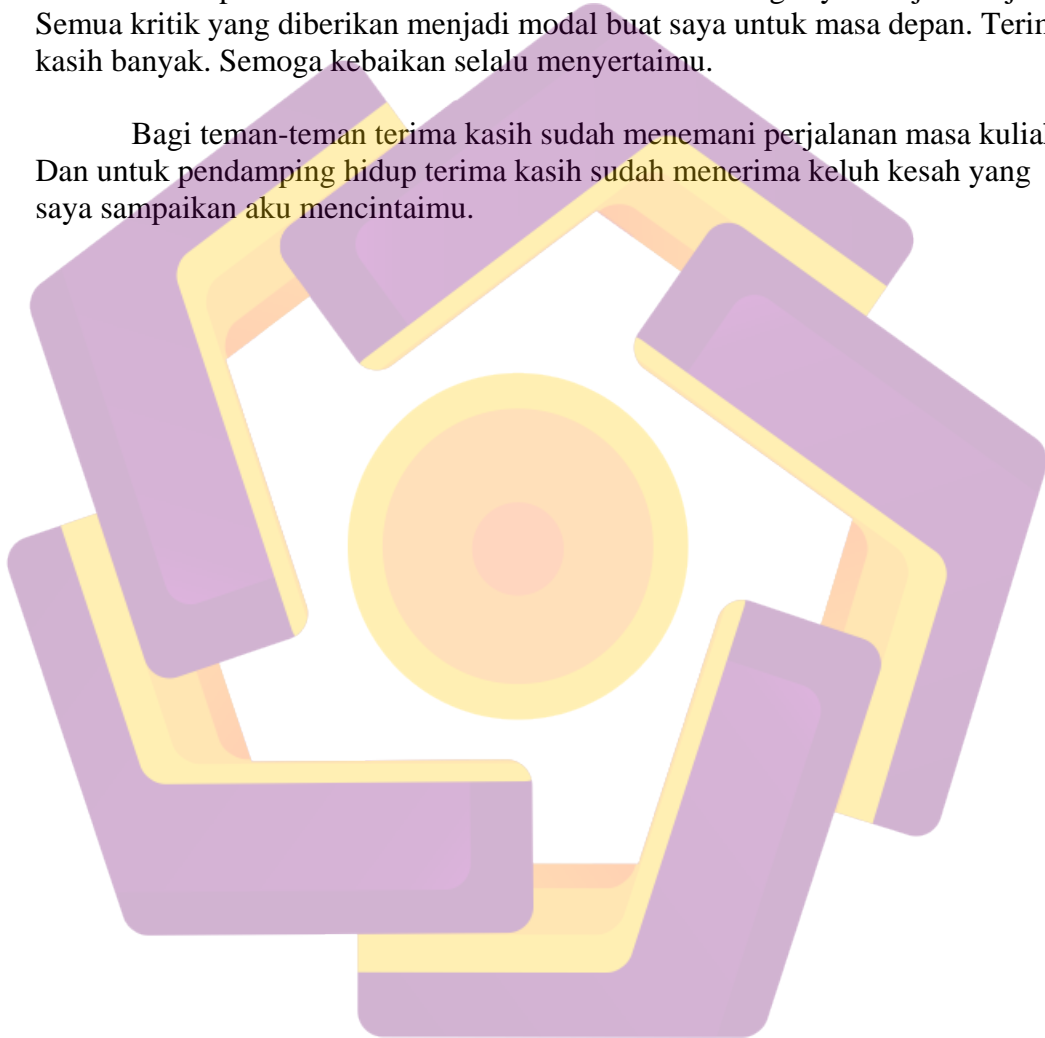 Semua kritik yang diberikan menjadi modal buat saya untuk masa depan.
kasih banyak. Semoga kebaikan selalu menyertaimu.
Bagi teman-teman terima kasih sudah menemani perjalanan masa
Dan untuk pendamping hidup terima kasih sudah menerima keluh kesah yang
saya sampaikan aku mencintaimu.